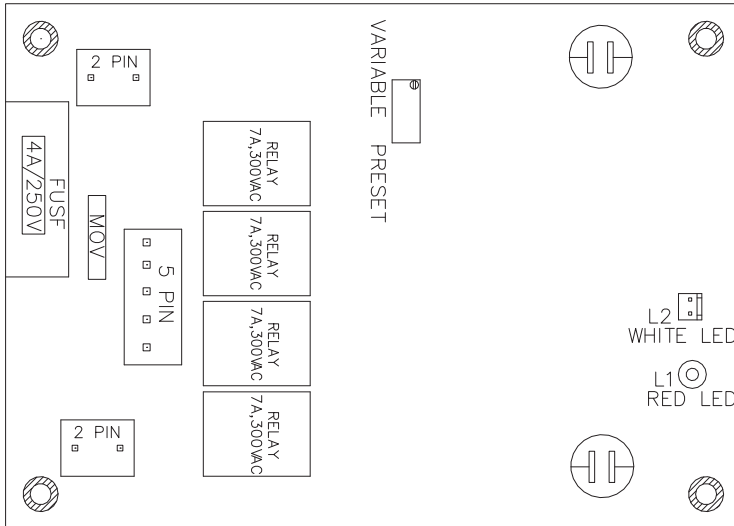 2 PIN
VARIABLE PRESET
FUSF
4A/250V
MOV
5 PIN
RELAY
7A,300VAC
RELAY
7A,300VAC
RELAY
7A,300VAC
RELAY
7A,300VAC
L2
WHITE LED
L1
RED LED
2 PIN